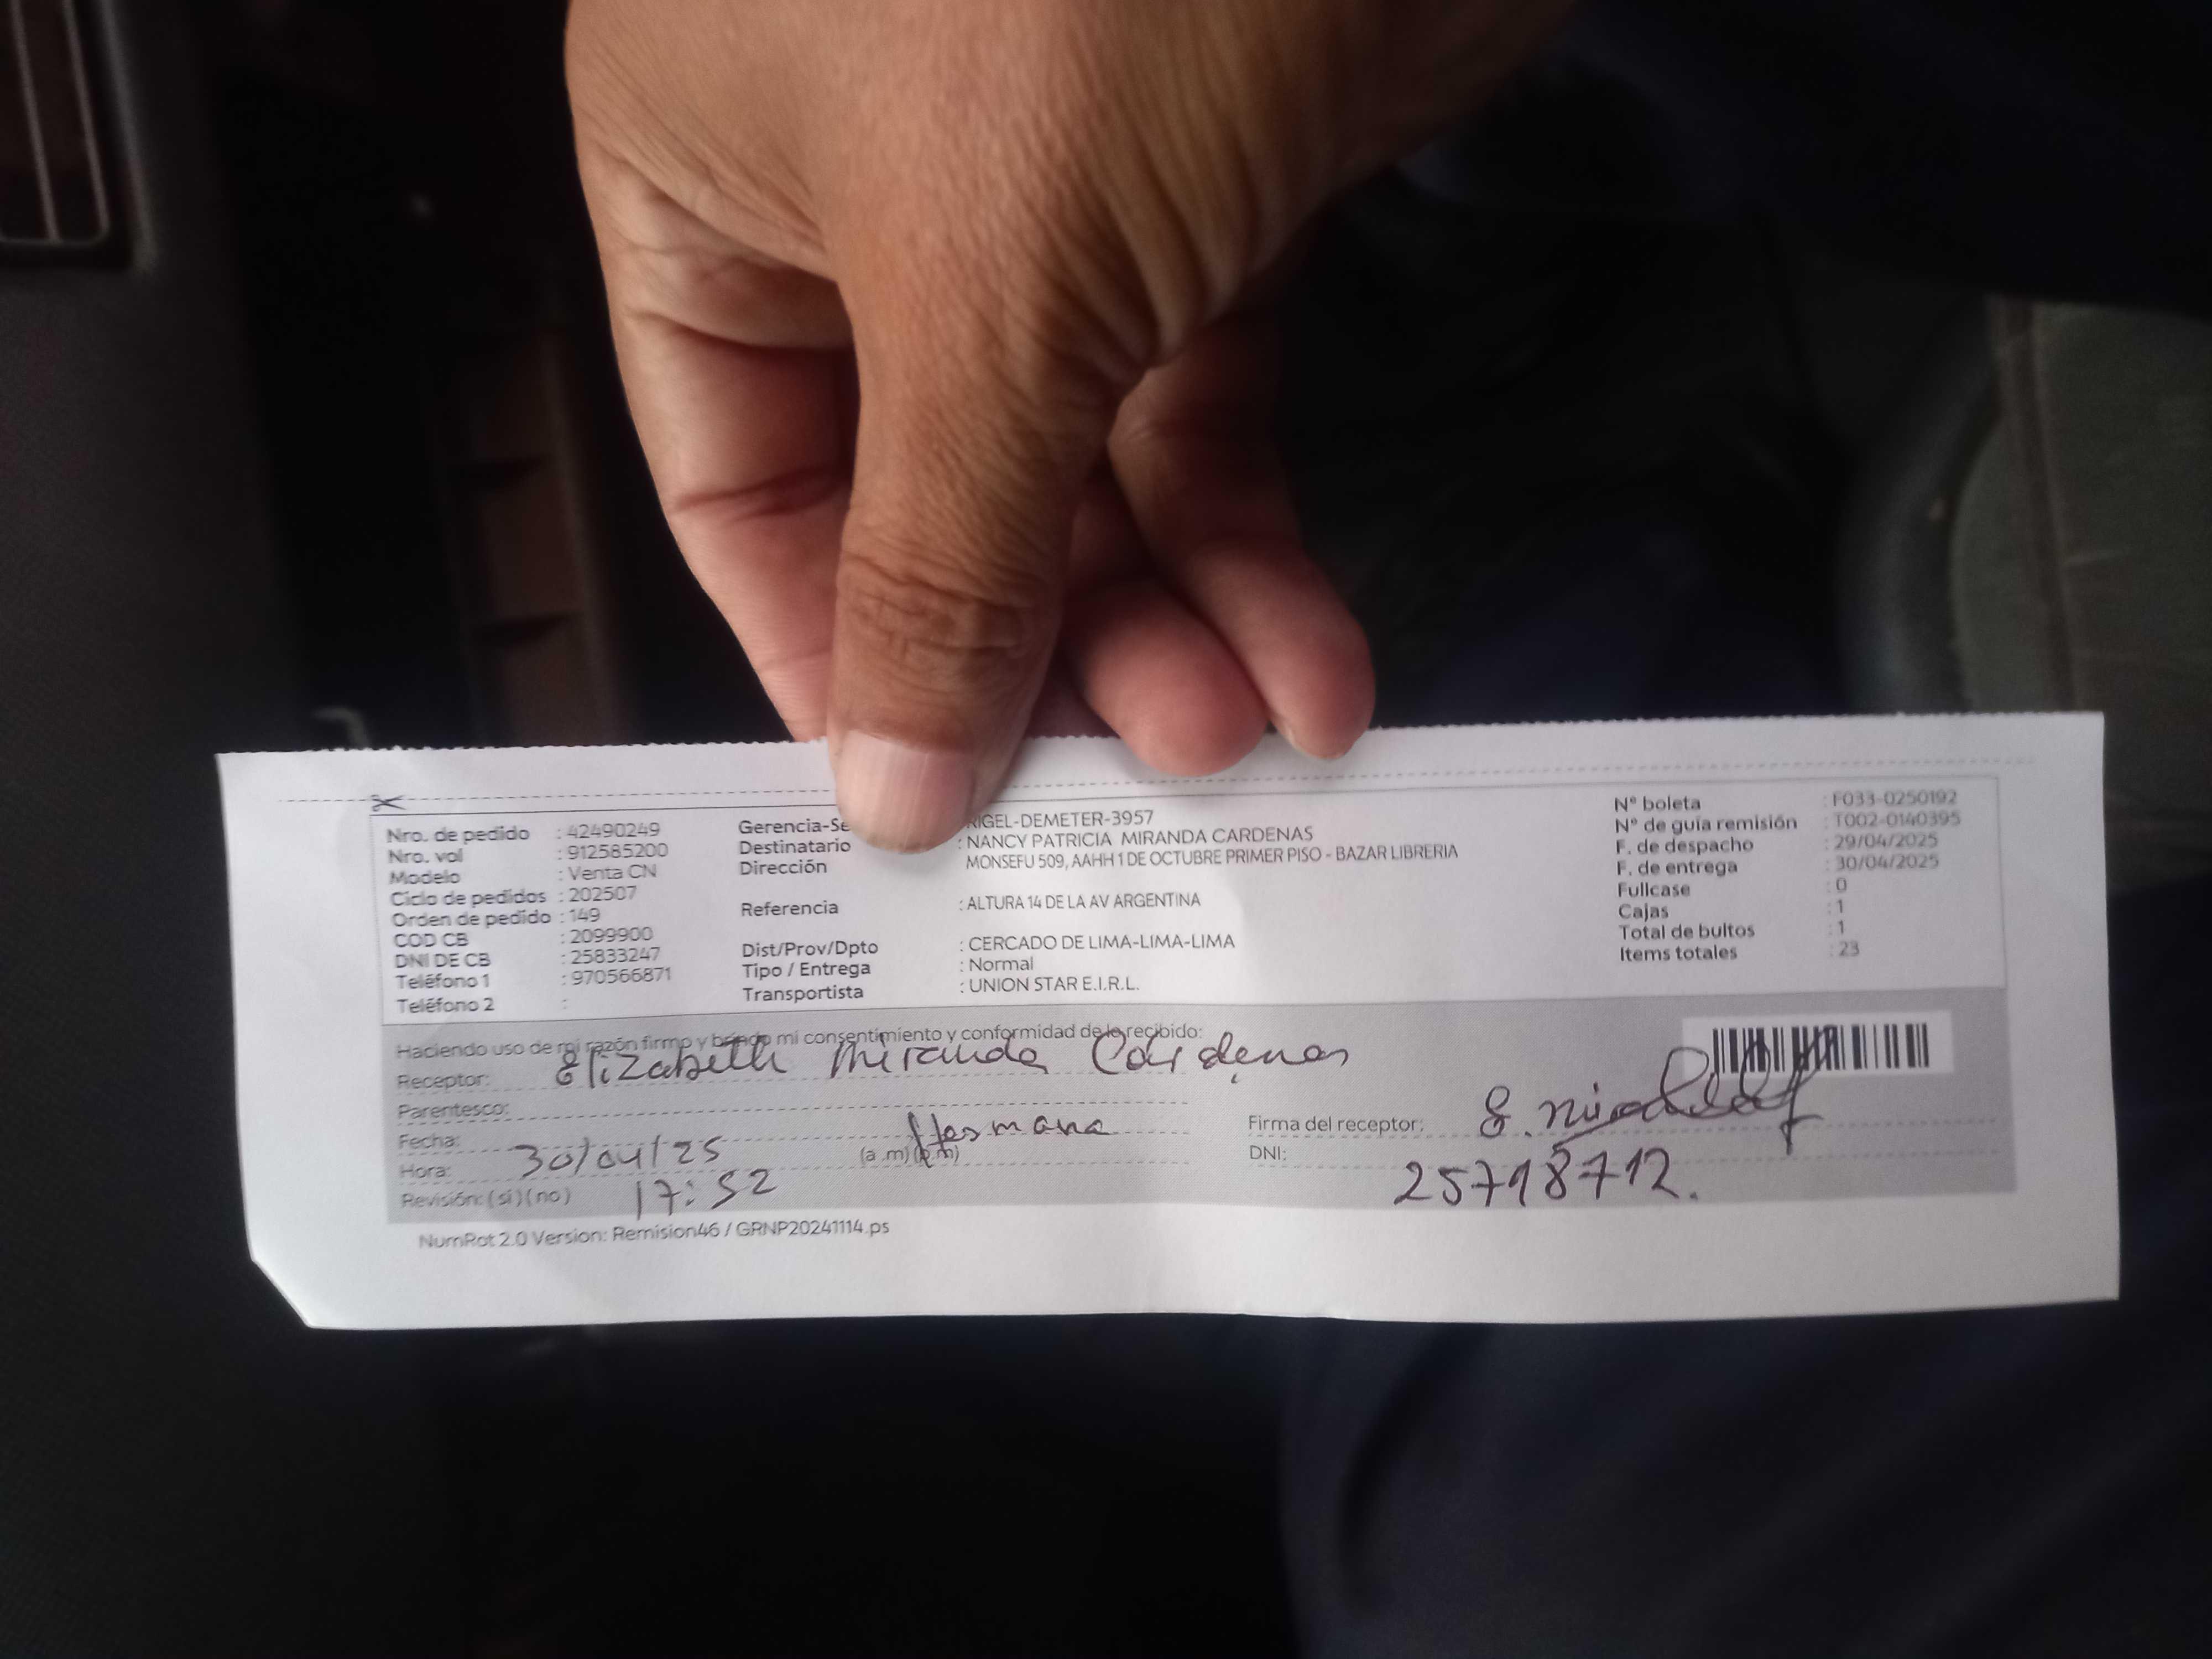 Nro. de pedido : 42490249
Nro. vol : 912585200
Modelo : Venta CN
Ciclo de pedidos : 202507
Orden de pedido : 149
COD CB : 2099900
DNI DE CB : 25833247
Teléfono 1 : 970566871
Teléfono 2 :
Gerencia-Se RIGEL-DEMETER-3957
Destinatario : NANCY PATRICIA MIRANDA CARDENAS
Dirección MONSEFU 509, AAHH 1 DE OCTUBRE PRIMER PISO - BAZAR LIBRERIA
Referencia : ALTURA 14 DE LA AV ARGENTINA
Dist/Prov/Dpto : CERCADO DE LIMA-LIMA-LIMA
Tipo / Entrega : Normal
Transportista : UNION STAR E.I.R.L.
N° boleta : F033-0250192
N° de guía remisión : T002-0140395
F. de despacho : 29/04/2025
F. de entrega : 30/04/2025
Fullcase : 0
Cajas : 1
Total de bultos : 1
Items totales : 23
Haciendo uso de mi razón firmo y brindo mi consentimiento y conformidad de lo recibido:
Receptor: Elizabeth Miranda Cárdenas
Parentesco: Hermana
Fecha: 30/04/25
Hora: 17:52 (a .m) (p.m)
Revisión: (si) (no)
Firma del receptor: E. Miranda
DNI: 25718712.
NumRot 2.0 Version: Remision46 / GRNP20241114.ps